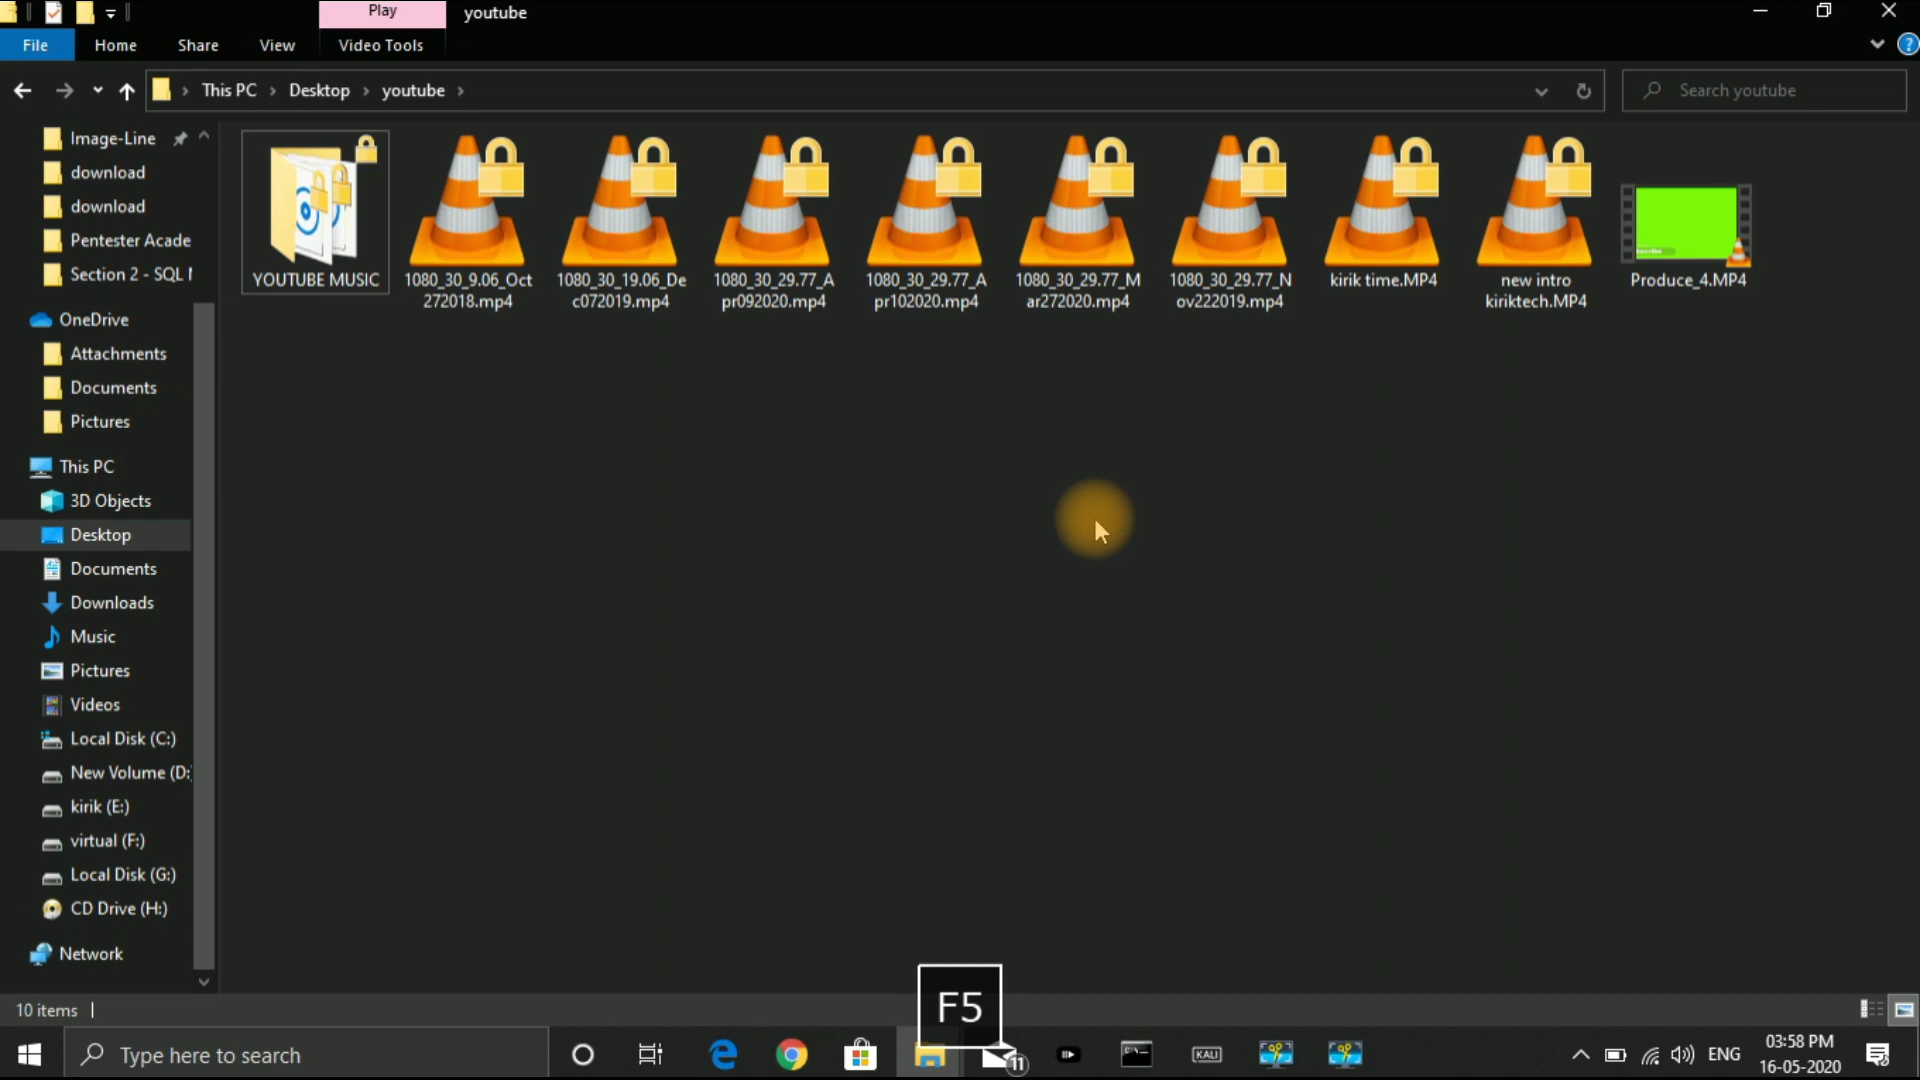 Play
youtube
File
Home
Share
View
Video Tools
This PC
Desktop
youtube
Search youtube
Image-Line
download
download
Pentester Acade
Section 2 - SQL
OneDrive
Attachments
Documents
Pictures
This PC
3D Objects
Desktop
Documents
Downloads
Music
Pictures
Videos
Local Disk (C:)
New Volume (D:
kirik (E:)
virtual (F:)
Local Disk (G:)
CD Drive (H:)
Network
YOUTUBE MUSIC
1080_30_9.06_Oct
272018.mp4
1080_30_19.06_De
c072019.mp4
1080_30_29.77_A
pr092020.mp4
1080_30_29.77_A
pr102020.mp4
1080_30_29.77_M
ar272020.mp4
1080_30_29.77_N
ov222019.mp4
kirik time.MP4
new intro
kiriktech.MP4
Produce_4.MP4
10 items
F5
Type here to search
11
KALI
ENG
03:58 PM
16-05-2020